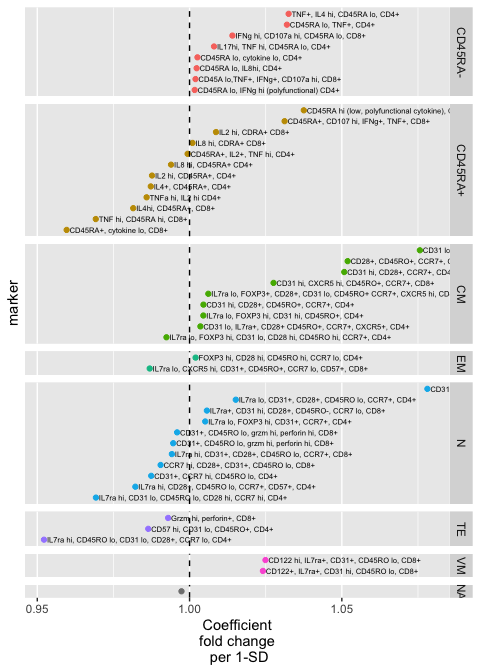 TNF+, IL4 hi, CD45RA lo, CD4+
CD45RA lo, TNF+, CD4+
IFNg hi, CD107a hi, CD45RA lo, CD8+
IL17hi, TNF hi, CD45RA lo, CD4+
CD45RA lo, cytokine lo, CD4+
CD45RA lo, IL8hi, CD4+
CD45A lo,TNF+, IFNg+, CD107a hi, CD8+
CD45RA lo, IFNg hi (polyfunctional) CD4+
CD45RA-
CD45RA hi (low, polyfunctional cytokine), C
CD45RA+, CD107 hi, IFNg+, TNF+, CD8+
IL2 hi, CDRA+ CD8+
IL8 hi, CDRA+ CD8+
CD45RA+, IL2+, TNF hi, CD4+
IL8 hi, CD45RA+ CD4+
IL2 hi, CD45RA+, CD4+
IL4+, CD45RA+, CD4+
TNFa hi, IL2 hi CD4+
IL4hi, CD45RA+, CD8+
TNF hi, CD45RA hi, CD8+
CD45RA+, cytokine lo, CD8+
CD45RA+
CD31 lo
CD28+, CD45RO+, CCR7+, C
CD31 hi, CD28+, CCR7+, CD4
CD31 hi, CXCR5 hi, CD45RO+, CCR7+, CD8+
IL7ra lo, FOXP3+, CD28+, CD31 lo, CD45RO+ CCR7+, CXCR5 hi, CD
CD31+, CD28+, CD45RO+, CCR7+, CD4+
IL7ra lo, FOXP3 hi, CD31 hi, CD45RO+, CD4+
CD31 lo, IL7ra+, CD28+, CD45RO+, CCR7+, CXCR5+, CD4+
IL7ra lo, FOXP3 hi, CD31 lo, CD28 hi, CD45RO hi, CCR7+, CD4+
CM
FOXP3 hi, CD28 hi, CD45RO hi, CCR7 lo, CD4+
IL7ra lo, CXCR5 hi, CD31+, CD45RO+, CCR7 lo, CD57+, CD8+
EM
CD31
IL7ra lo, CD31+, CD28+, CD45RO lo, CCR7+, CD4+
IL7ra+, CD31 hi, CD28+, CD45RO-, CCR7 lo, CD8+
IL7ra lo, FOXP3 hi, CD31+, CCR7+, CD4+
CD31+, CD45RO lo, grzm hi, perforin hi, CD8+
CD31+, CD45RO lo, grzm hi, perforin hi, CD8+
IL7ra hi, CD31+, CD28+, CD45RO lo, CCR7+, CD8+
CCR7 hi, CD28+, CD31+, CD45RO lo, CD8+
CD31+, CCR7 hi, CD45RO lo, CD4+
IL7ra hi, CD28+, CD45RO lo, CCR7+, CD57+, CD4+
IL7ra hi, CD31 lo, CD45RO lo, CD28 hi, CCR7 hi, CD4+
N
Grzm hi, perforin+, CD8+
CD57 hi, CD31 lo, CD45RO+, CD4+
IL7ra hi, CD45RO lo, CD31 lo, CD28+, CCR7 lo, CD4+
TE
CD122 hi, IL7ra+, CD31+, CD45RO lo, CD8+
CD122+, IL7ra+, CD31 hi, CD45RO lo, CD8+
VM
NA
marker
0.95
1.00
1.05
Coefficient
fold change
per 1-SD